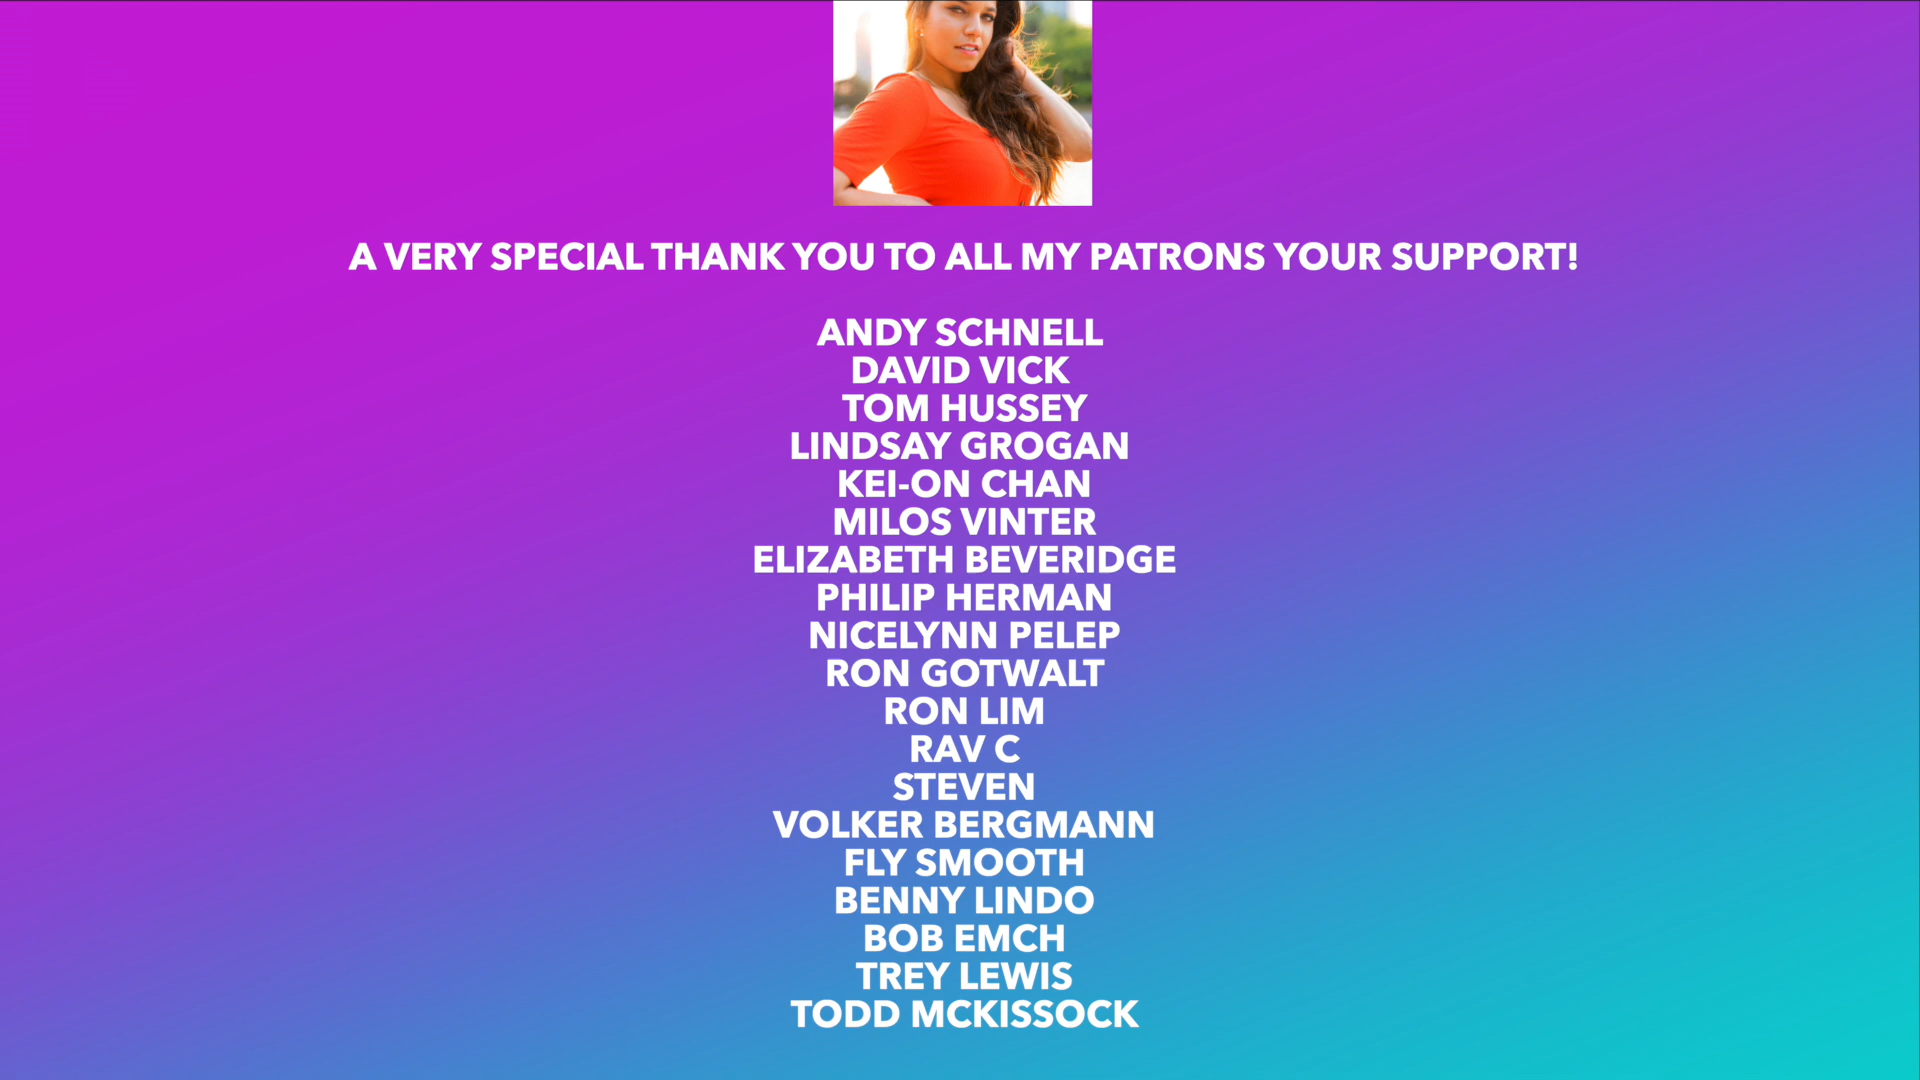 A VERY SPECIAL THANK YOU TO ALL MY PATRONS YOUR SUPPORT!
ANDY SCHNELL
DAVID VICK
TOM HUSSEY
LINDSAY GROGAN
KEI-ON CHAN
MILOS VINTER
ELIZABETH BEVERIDGE
PHILIP HERMAN
NICELYNN PELEP
RON GOTWALT
RON LIM
RAV C
STEVEN
VOLKER BERGMANN
FLY SMOOTH
BENNY LINDO
BOB EMCH
TREY LEWIS
TODD MCKISSOCK